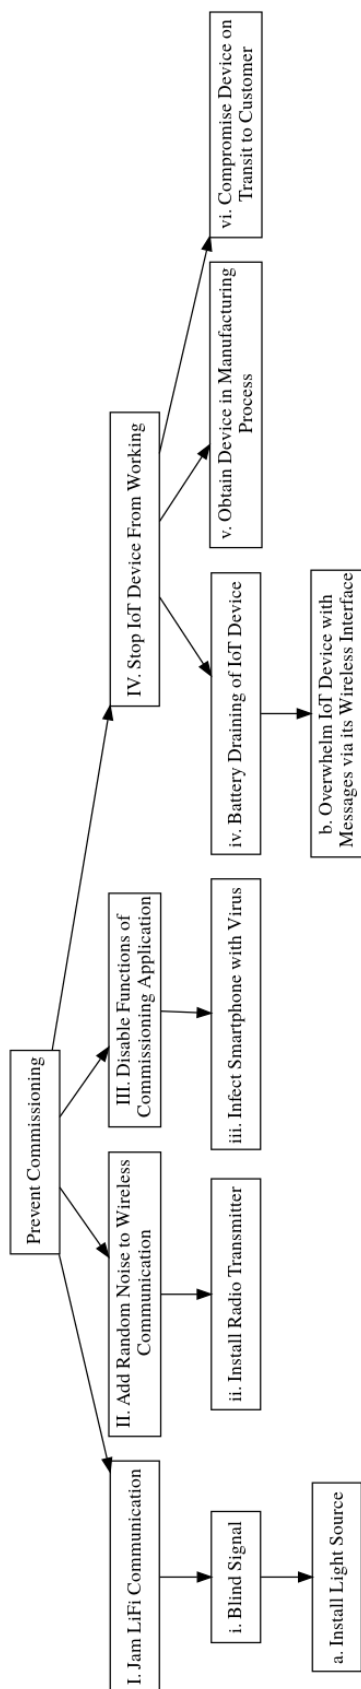 Prevent Commissioning
I. Jam LiFi Communication
II. Add Random Noise to Wireless
Communication
III. Disable Functions of
Commissioning Application
IV. Stop IoT Device From Working
i. Blind Signal
ii. Install Radio Transmitter
iii. Infect Smartphone with Virus
iv. Battery Draining of IoT Device
v. Obtain Device in Manufacturing
Process
vi. Compromise Device on
Transit to Customer
a. Install Light Source
b. Overwhelm IoT Device with
Messages via its Wireless Interface